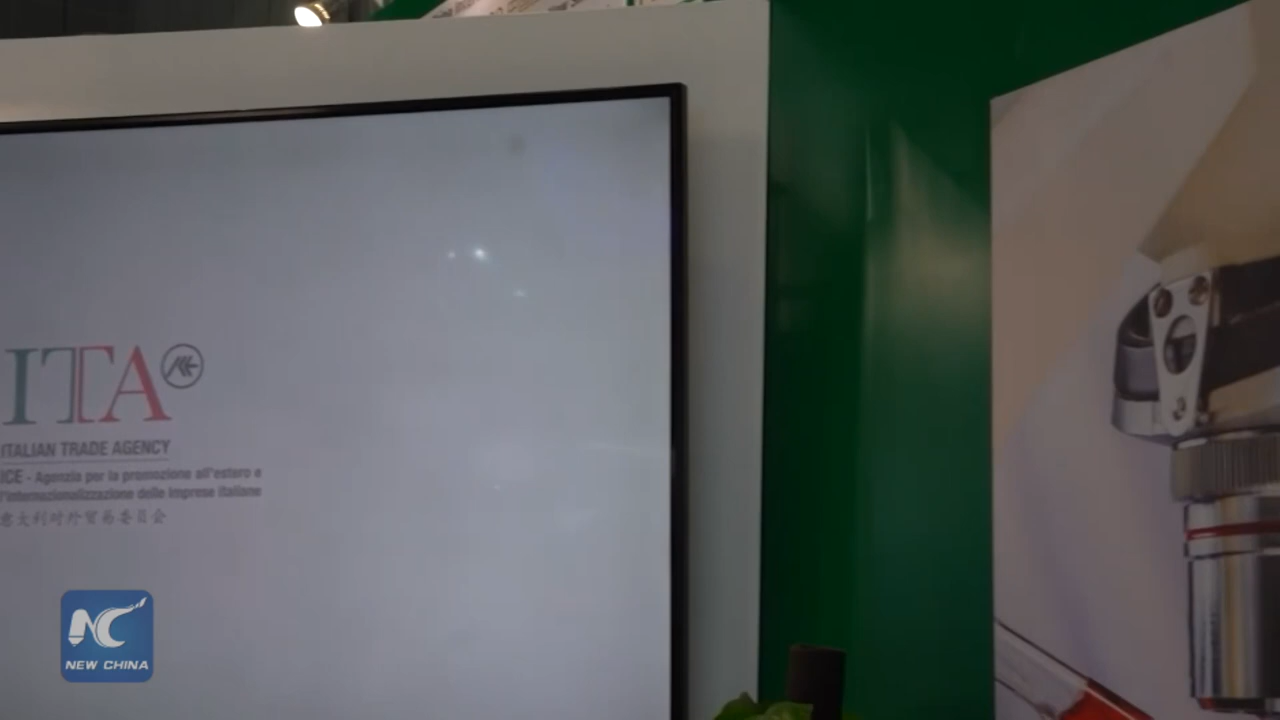 ITA
ITALIAN TRADE AGENCY
ICE - Agenzia per la promozione all'estero e
l'internazionalizzazione delle imprese italiane
意大利对外贸易委员会
NC
NEW CHINA